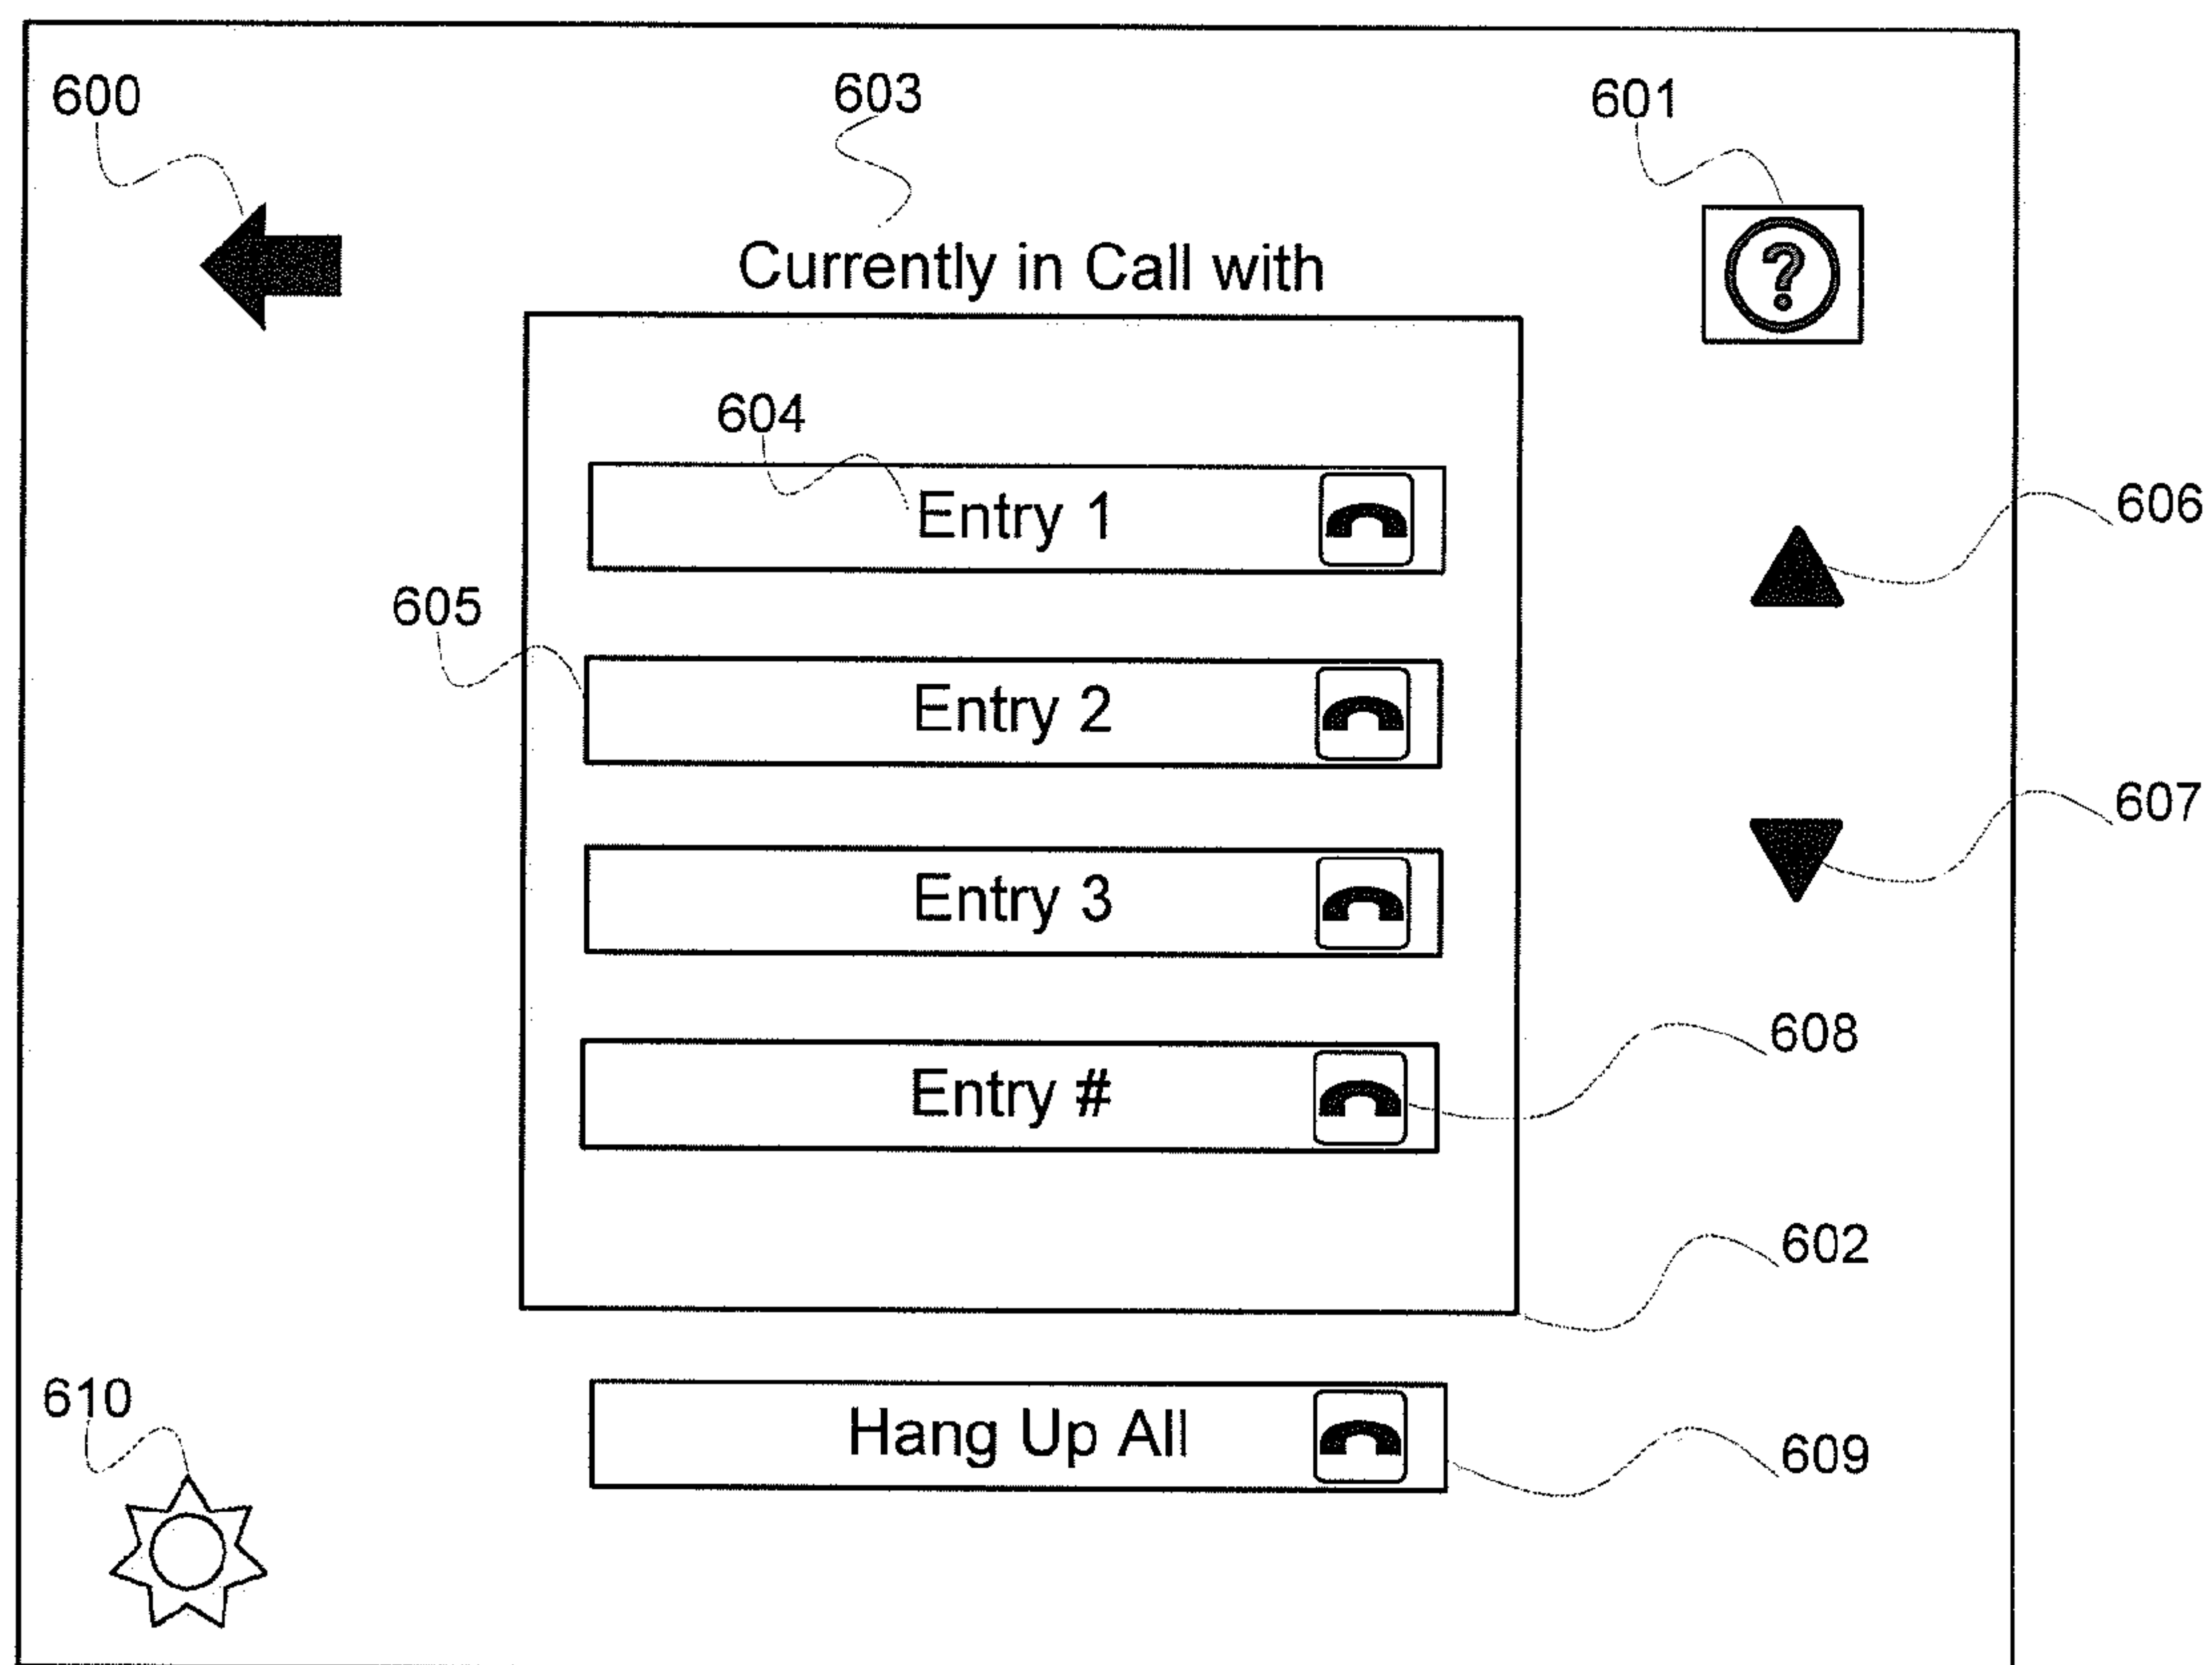 600 603 601
Currently in Call with
?
604
Entry 1
606
605
Entry 2
607
Entry 3
608
Entry #
602
610
Hang Up All
609